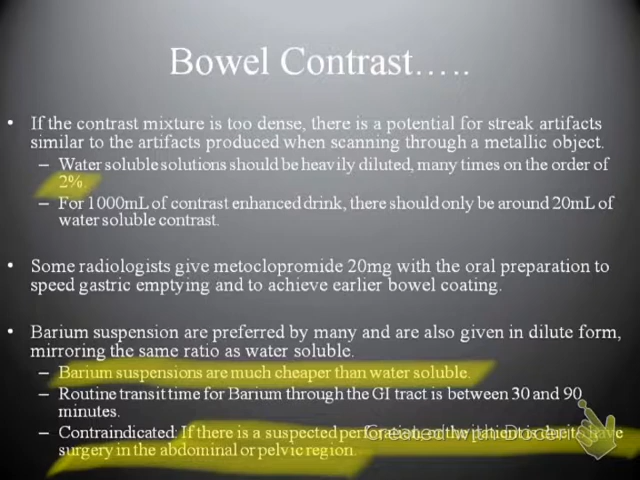 Bowel Contrast…..
• If the contrast mixture is too dense, there is a potential for streak artifacts
similar to the artifacts produced when scanning through a metallic object.
– Water soluble solutions should be heavily diluted, many times on the order of
2%.
– For 1000mL of contrast enhanced drink, there should only be around 20mL of
water soluble contrast.
• Some radiologists give metoclopromide 20mg with the oral preparation to
speed gastric emptying and to achieve earlier bowel coating.
• Barium suspension are preferred by many and are also given in dilute form,
mirroring the same ratio as water soluble.
– Barium suspensions are much cheaper than water soluble.
– Routine transit time for Barium through the GI tract is between 30 and 90
minutes.
– Contraindicated: If there is a suspected perforation, or the patient is due to have
surgery in the abdominal or pelvic region.
Created with Doceri